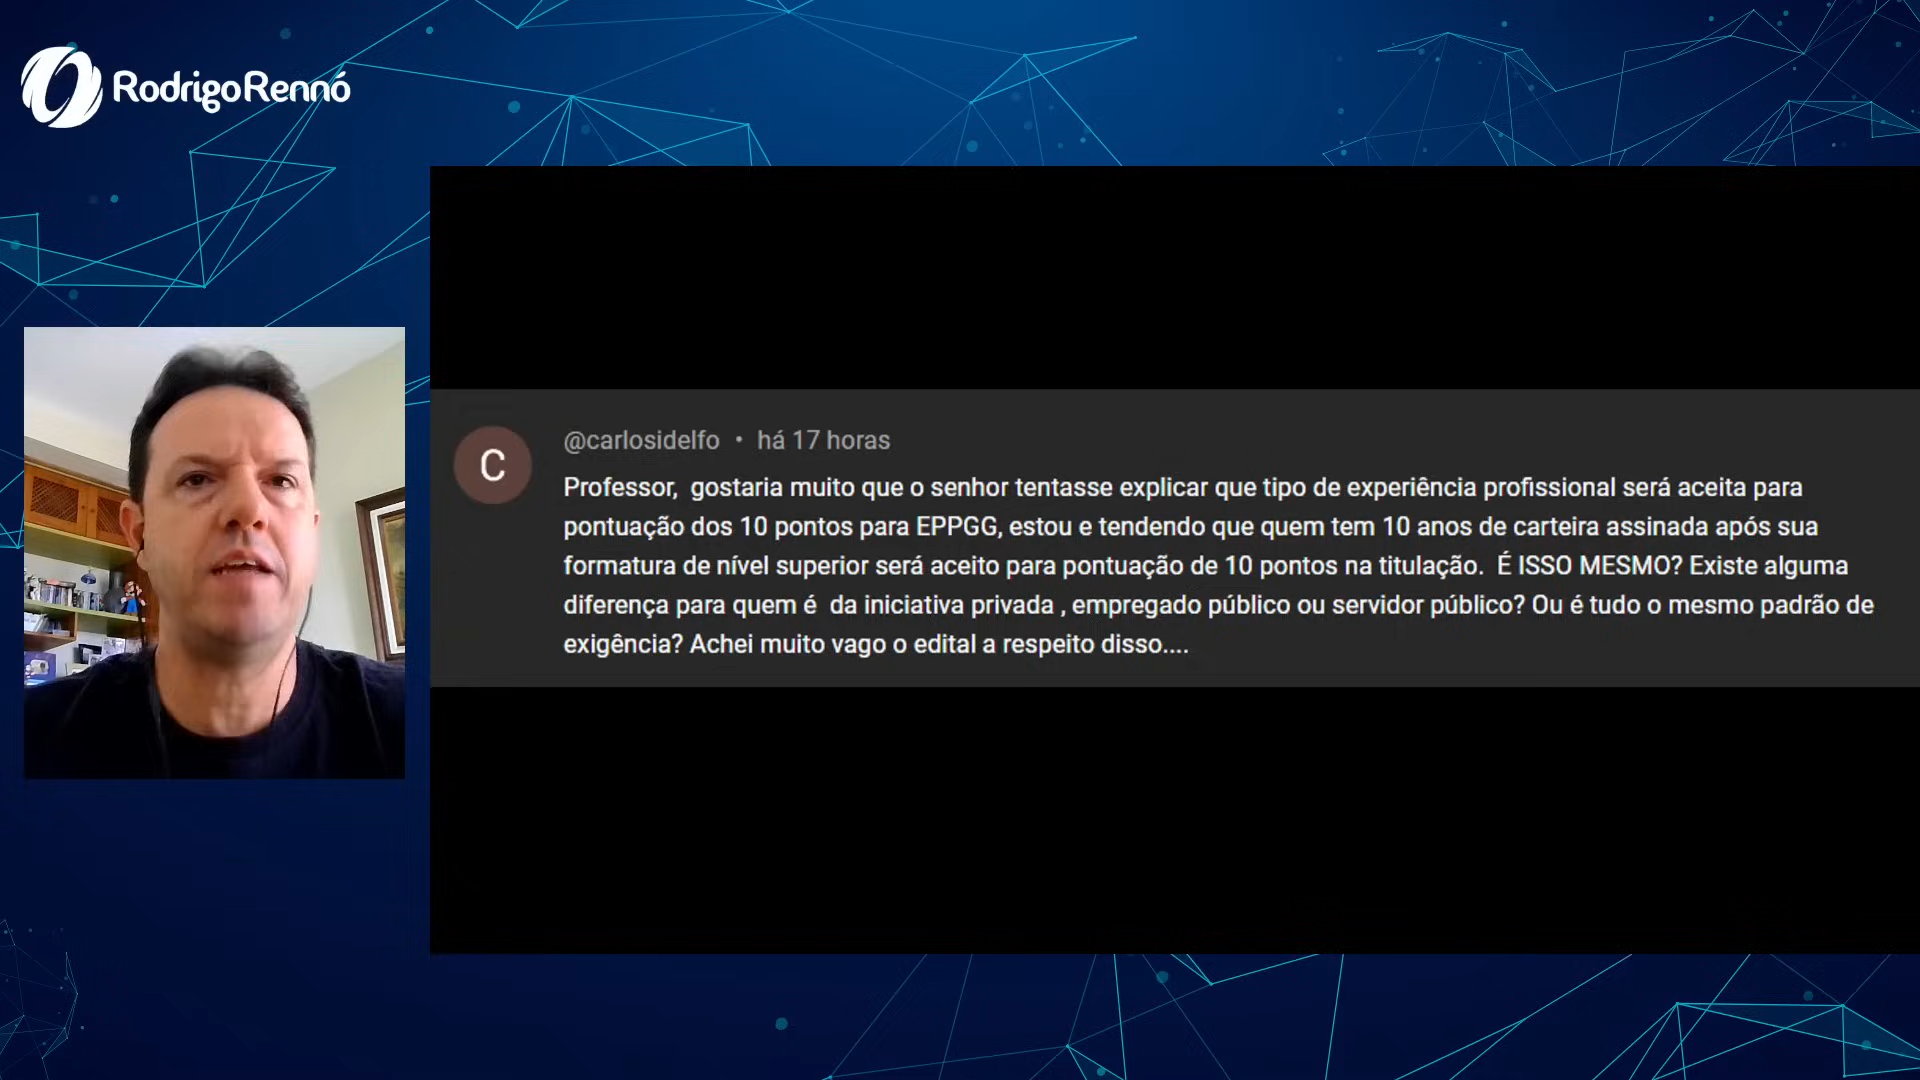 RodrigoRennó
C
@carlosidelfo • há 17 horas
Professor,  gostaria muito que o senhor tentasse explicar que tipo de experiência profissional será aceita para
pontuação dos 10 pontos para EPPGG, estou e tendendo que quem tem 10 anos de carteira assinada após sua
formatura de nível superior será aceito para pontuação de 10 pontos na titulação.  É ISSO MESMO? Existe alguma
diferença para quem é  da iniciativa privada , empregado público ou servidor público? Ou é tudo o mesmo padrão de
exigência? Achei muito vago o edital a respeito disso....